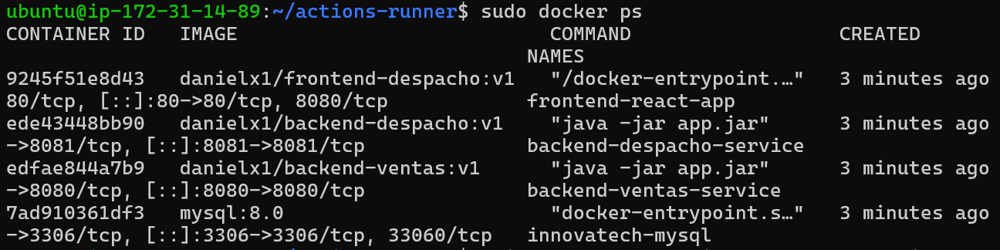 ubuntu@ip-172-31-14-89:~/actions-runner$ sudo docker ps
CONTAINER ID   IMAGE                           COMMAND                  CREATED
                                             NAMES
9245f51e8d43   danielx1/frontend-despacho:v1   "/docker-entrypoint.…"   3 minutes ago
80/tcp, [::]:80->80/tcp, 8080/tcp            frontend-react-app
ede43448bb90   danielx1/backend-despacho:v1    "java -jar app.jar"      3 minutes ago
->8081/tcp, [::]:8081->8081/tcp              backend-despacho-service
edfae844a7b9   danielx1/backend-ventas:v1      "java -jar app.jar"      3 minutes ago
->8080/tcp, [::]:8080->8080/tcp              backend-ventas-service
7ad910361df3   mysql:8.0                       "docker-entrypoint.s…"   3 minutes ago
->3306/tcp, [::]:3306->3306/tcp, 33060/tcp   innovatech-mysql